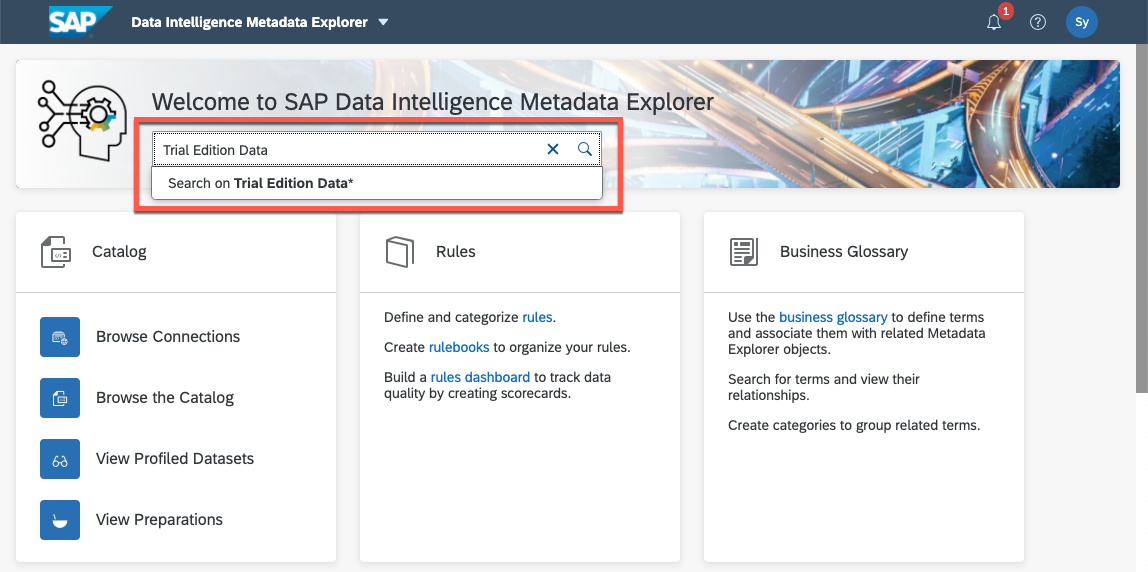 SAP Data Intelligence Metadata Explorer 1 Sy
Welcome to SAP Data Intelligence Metadata Explorer
Trial Edition Data
Search on Trial Edition Data*
Catalog
Browse Connections
Browse the Catalog
View Profiled Datasets
View Preparations
Rules
Define and categorize rules.
Create rulebooks to organize your rules.
Build a rules dashboard to track data
quality by creating scorecards.
Business Glossary
Use the business glossary to define terms
and associate them with related Metadata
Explorer objects.
Search for terms and view their
relationships.
Create categories to group related terms.